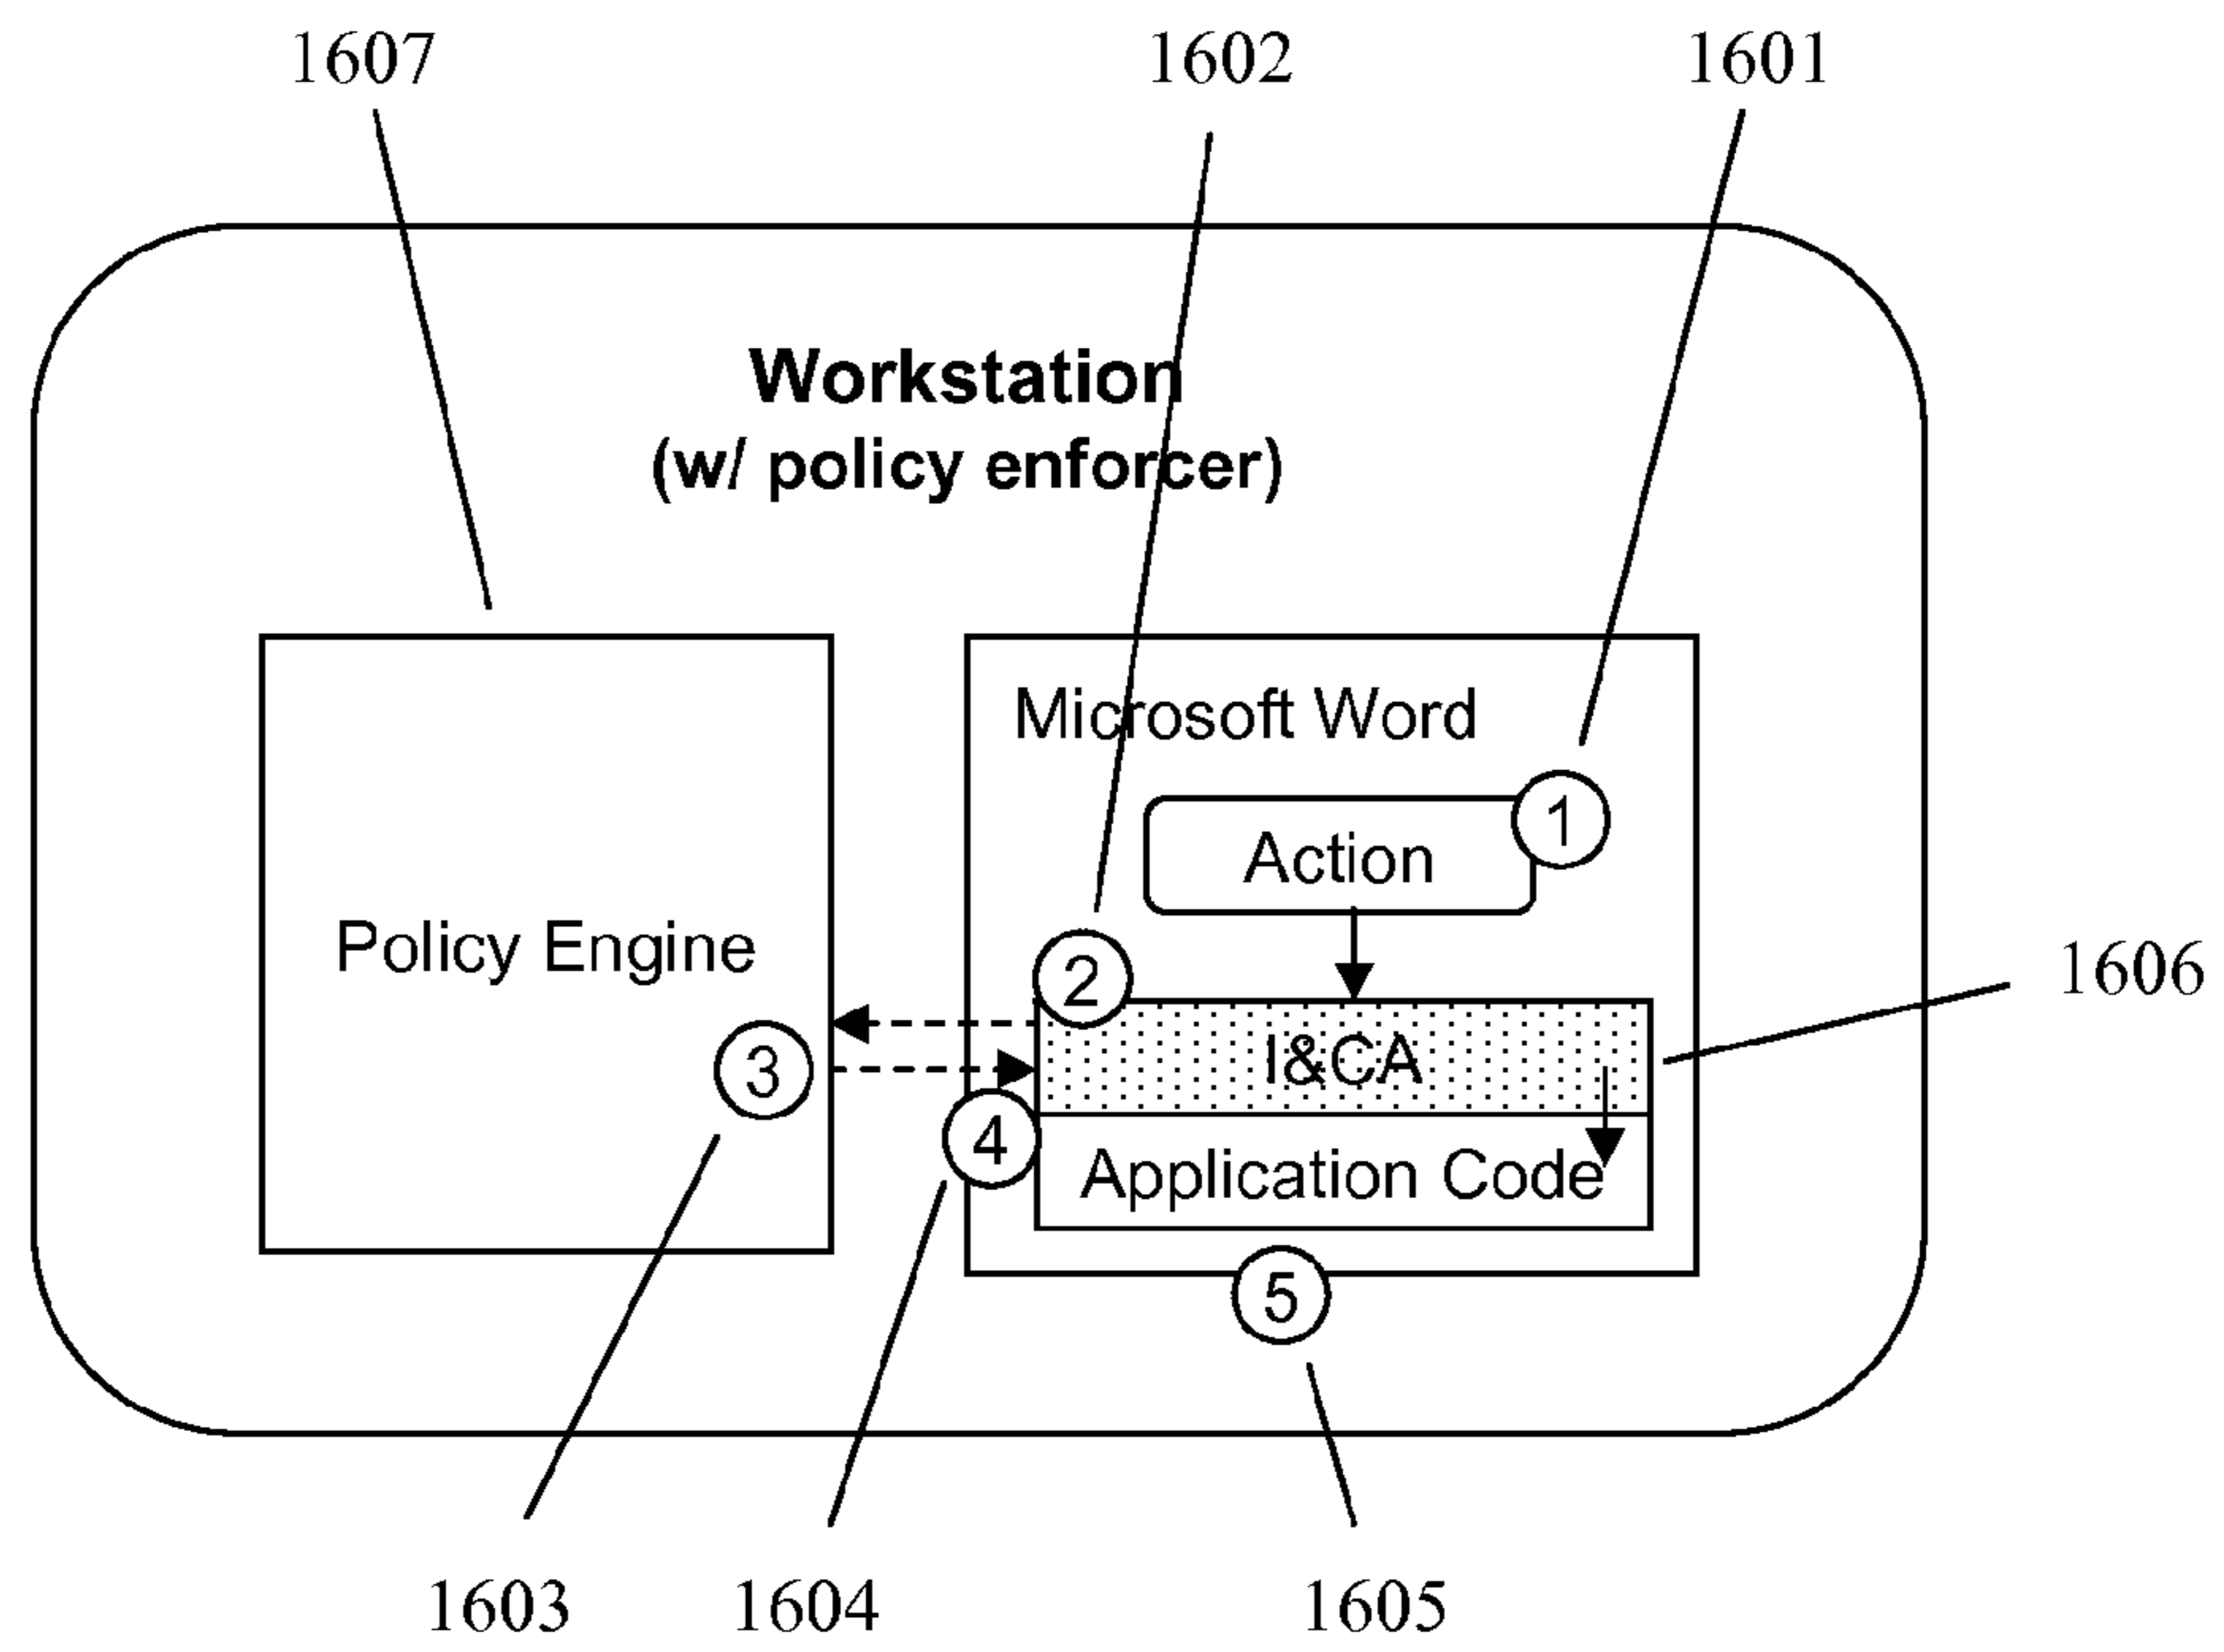 1607
1602
1601
Workstation
(w/ policy enforcer)
Microsoft Word
1
Action
Policy Engine
2
1606
3
I&CA
4
Application Code
5
1603
1604
1605